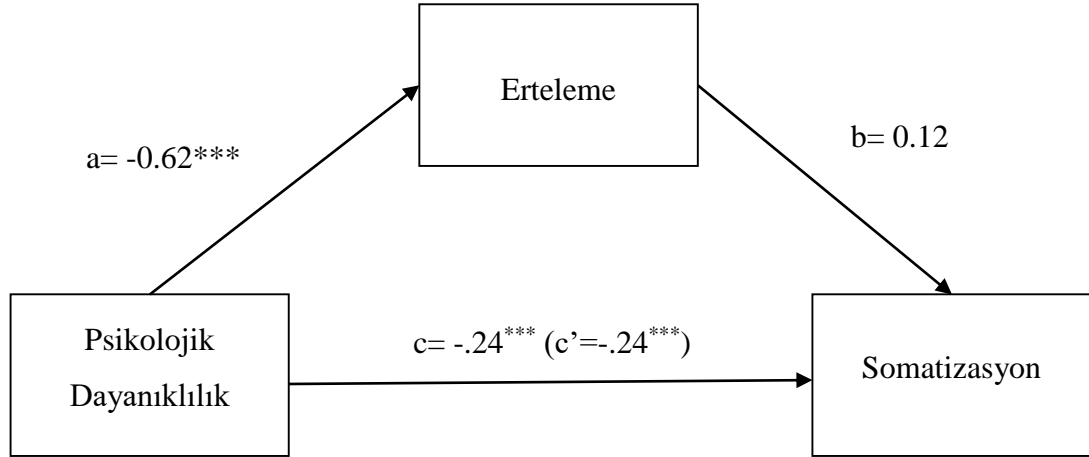 Erteleme
a= -0.62***
b= 0.12
Psikolojik
Dayanıklılık
c= -.24*** (c’=-.24***)
Somatizasyon